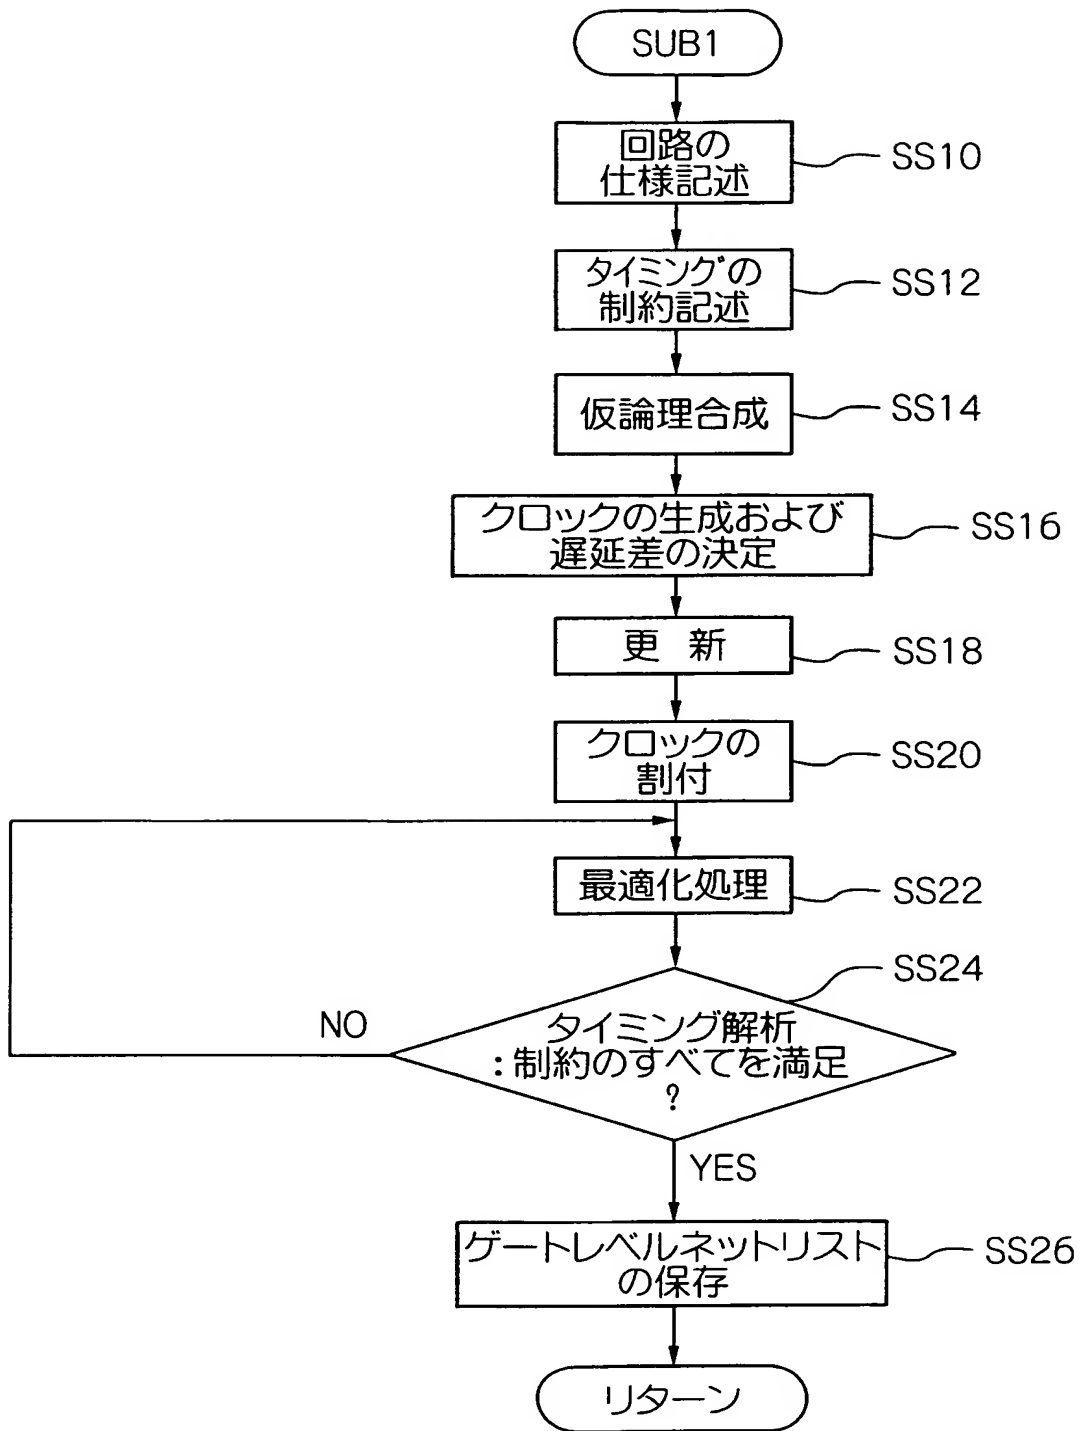 SUB1
回路の
仕様記述
SS10
タイミングの
制約記述
SS12
仮論理合成
SS14
クロックの生成および
遅延差の決定
SS16
更 新
SS18
クロックの
割付
SS20
最適化処理
SS22
SS24
NO
タイミング解析
:制約のすべてを満足
?
YES
ゲートレベルネットリスト
の保存
SS26
リターン